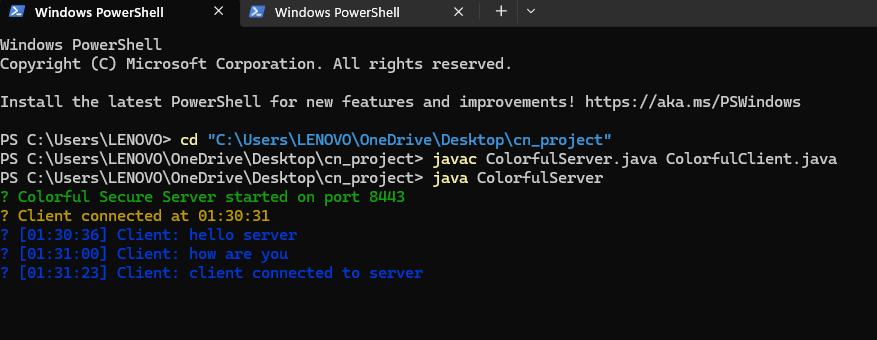 Windows PowerShell
Windows PowerShell
Windows PowerShell
Copyright (C) Microsoft Corporation. All rights reserved.
Install the latest PowerShell for new features and improvements! https://aka.ms/PSWindows
PS C:\Users\LENOVO> cd "C:\Users\LENOVO\OneDrive\Desktop\cn_project"
PS C:\Users\LENOVO\OneDrive\Desktop\cn_project> javac ColorfulServer.java ColorfulClient.java
PS C:\Users\LENOVO\OneDrive\Desktop\cn_project> java ColorfulServer
? Colorful Secure Server started on port 8443
? Client connected at 01:30:31
? [01:30:36] Client: hello server
? [01:31:00] Client: how are you
? [01:31:23] Client: client connected to server